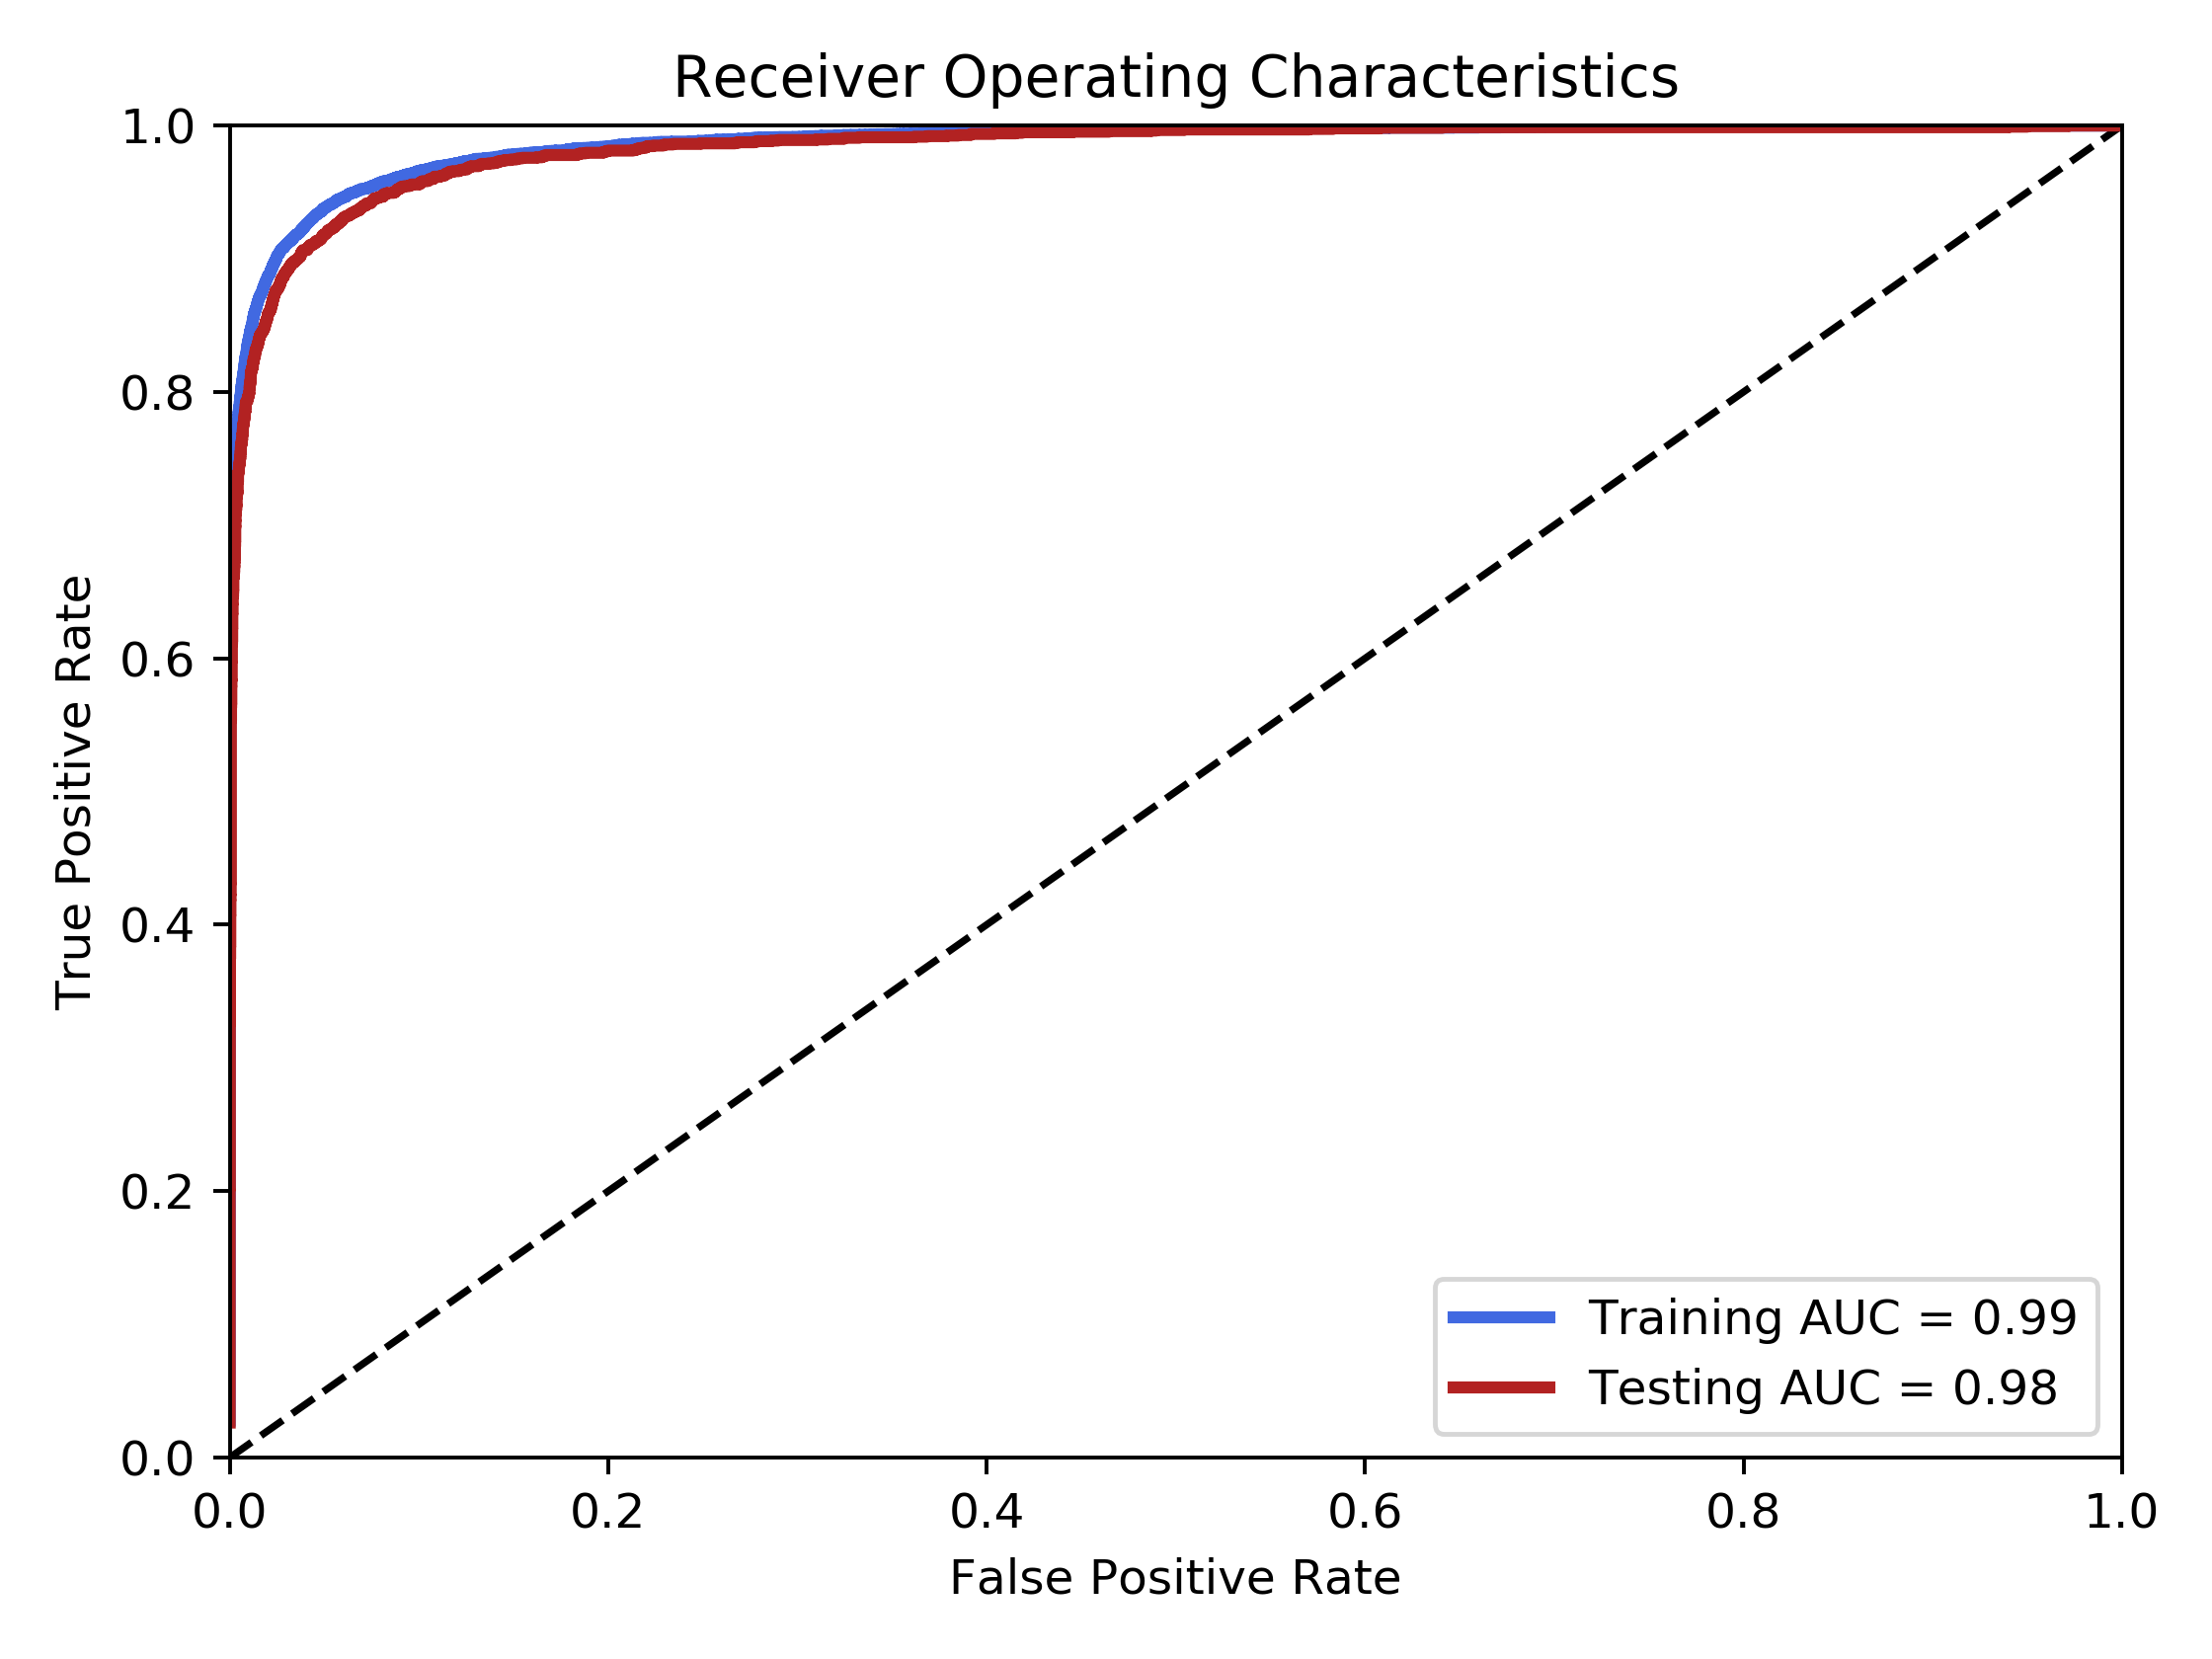 Receiver Operating Characteristics
1.0
0.8
0.6
0.4
0.2
0.0
True Positive Rate
0.0 0.2 0.4 0.6 0.8 1.0
False Positive Rate
Training AUC = 0.99
Testing AUC = 0.98